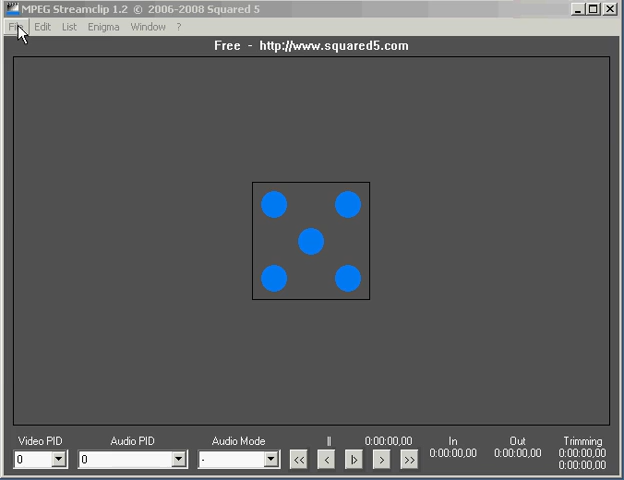 MPEG Streamclip 1.2 © 2006-2008 Squared 5
File Edit List Enigma Window ?
Free - http://www.squared5.com
Video PID Audio PID Audio Mode || 0:00:00,00 In Out Trimming
0 0 - << < |> > >> 0:00:00,00 0:00:00,00 0:00:00,00
0:00:00,00